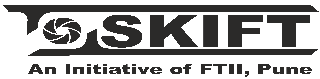 SKIFT
An Initiative of FTII, Pune